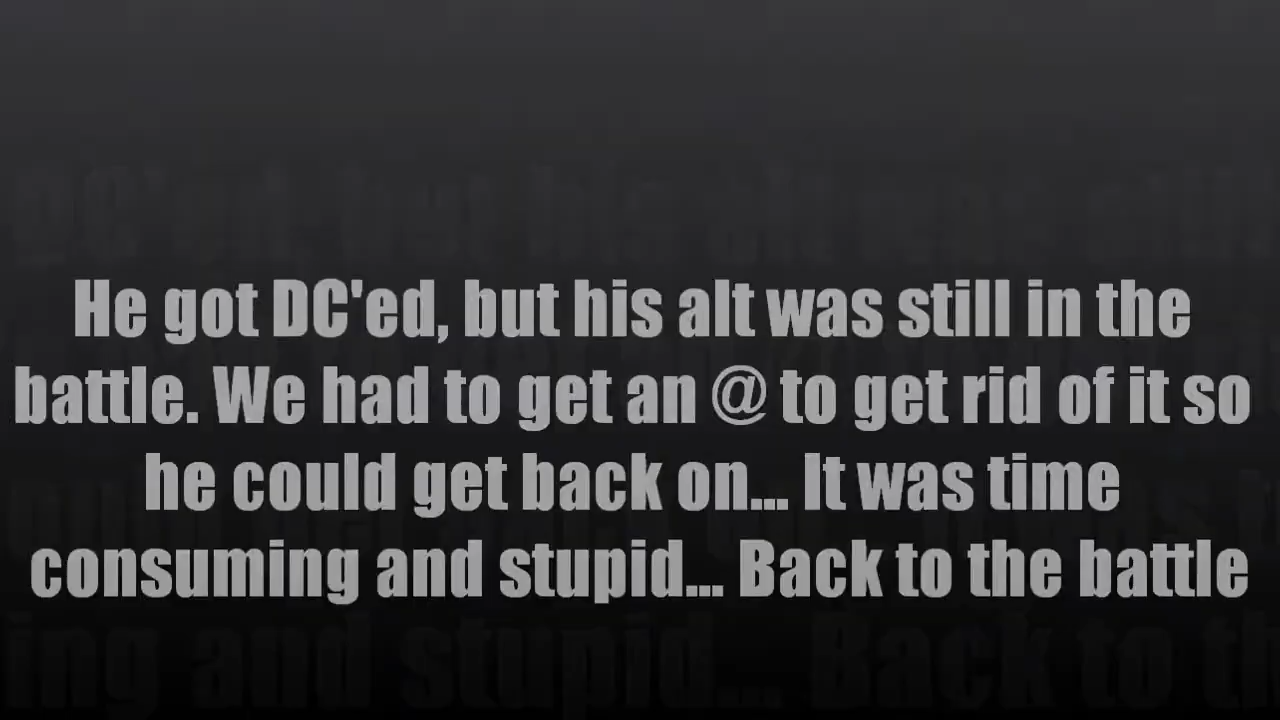 He got DC'ed, but his alt was still in the
battle. We had to get an @ to get rid of it so
he could get back on... It was time
consuming and stupid... Back to the battle